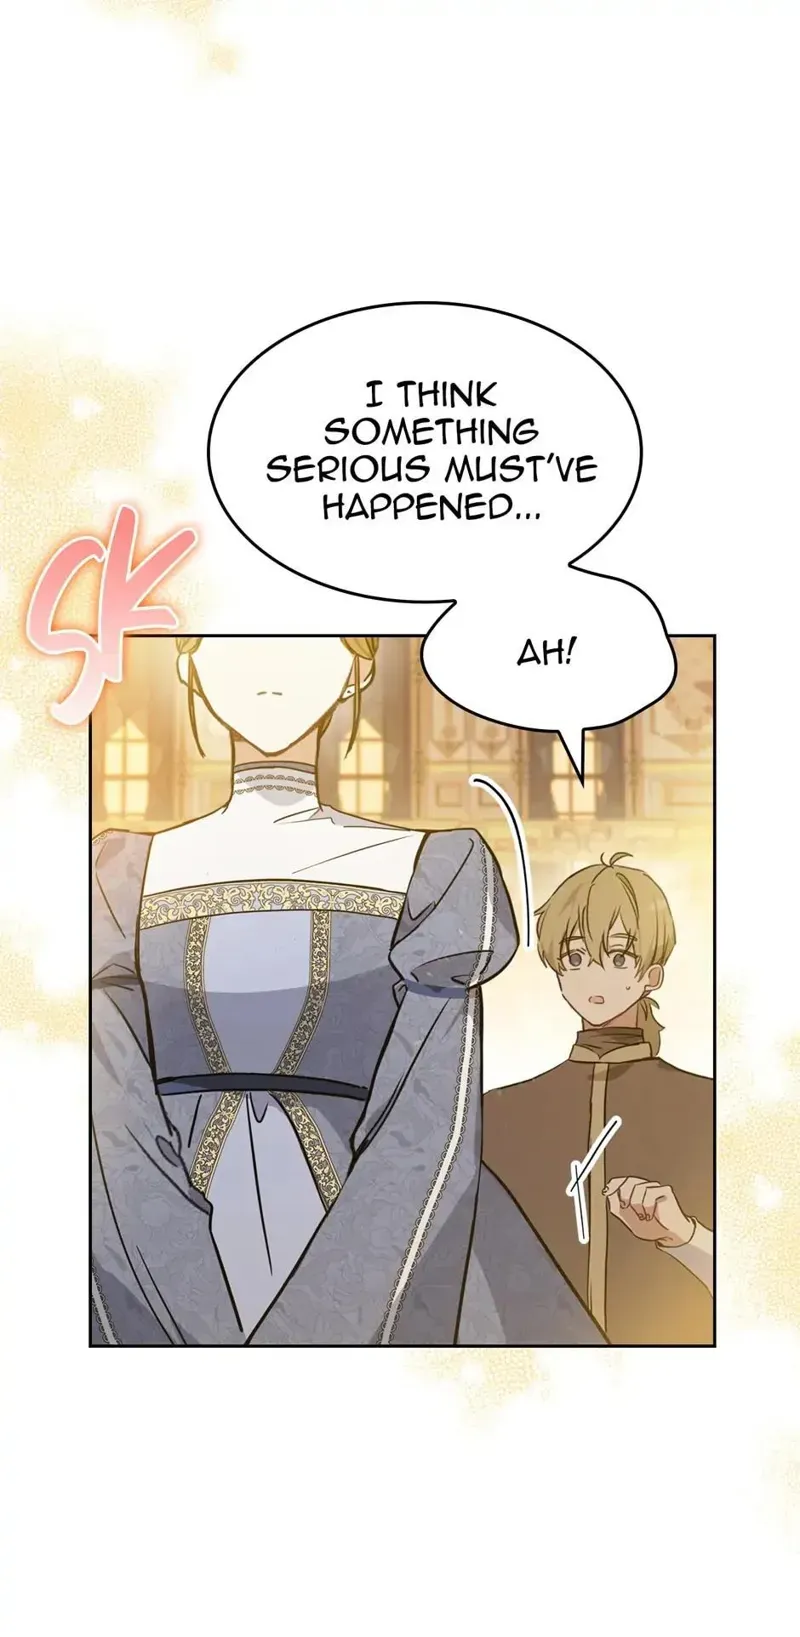 I THINK
SOMETHING
SERIOUS MUST'VE
HAPPENED...
SK
AH!